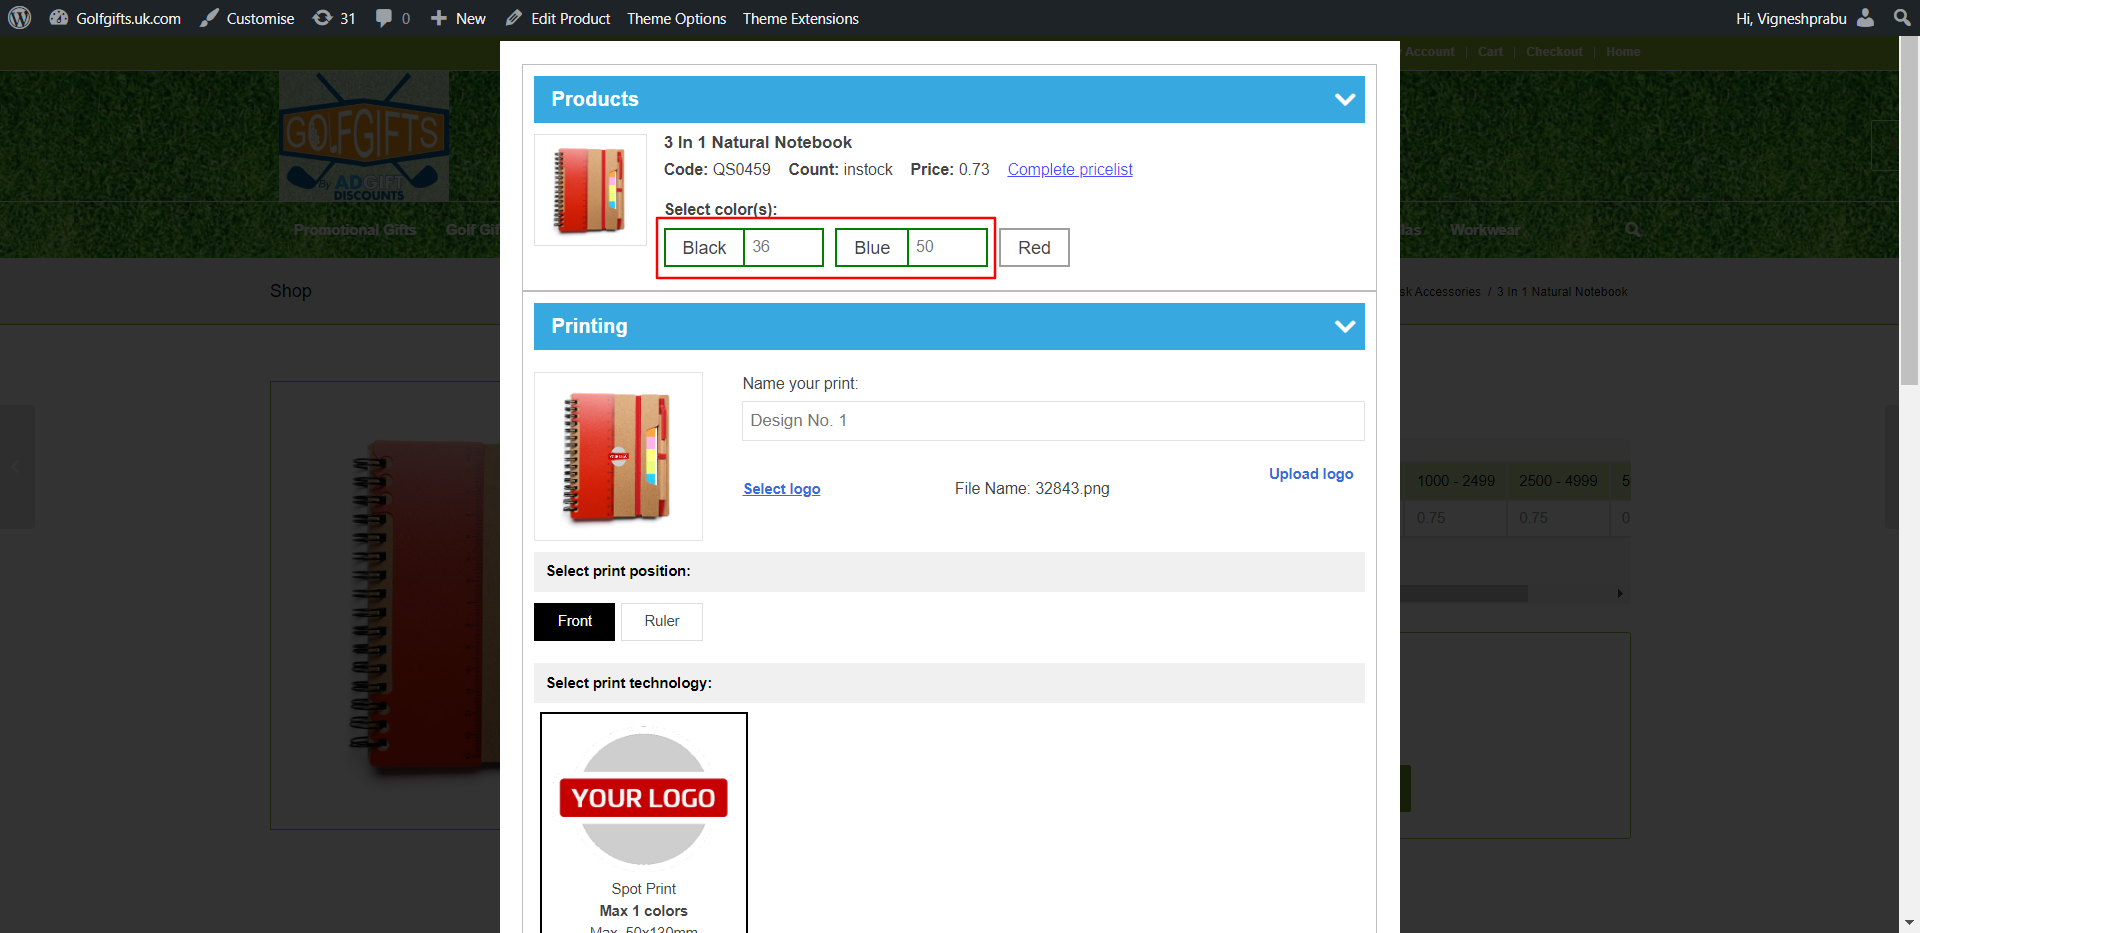 Golfgifts.uk.com Customise 31 0 New Edit Product Theme Options Theme Extensions Hi, Vigneshprabu
Account Cart Checkout Home
GOLFGIFTS
By ADGIFT
DISCOUNTS
Promotional Gifts Golf Gif
las Workwear
Shop
sk Accessories / 3 In 1 Natural Notebook
Products
3 In 1 Natural Notebook
Code: QS0459 Count: instock Price: 0.73 Complete pricelist
Select color(s):
Black 36 Blue 50 Red
Printing
Name your print:
Design No. 1
Upload logo
Select logo File Name: 32843.png
1000 - 2499 2500 - 4999 5
0.75 0.75 0
Select print position:
Front Ruler
Select print technology:
YOUR LOGO
Spot Print
Max 1 colors
Max. 50x130mm